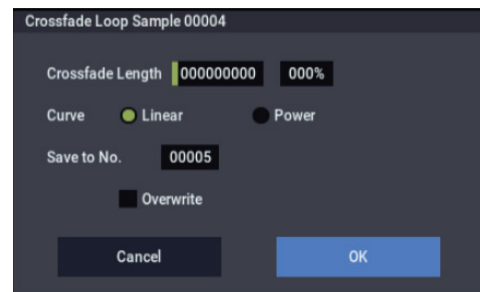 Crossfade Loop Sample 00004
Crossfade Length 000000000 000%
Curve Linear Power
Save to No. 00005
Overwrite
Cancel OK